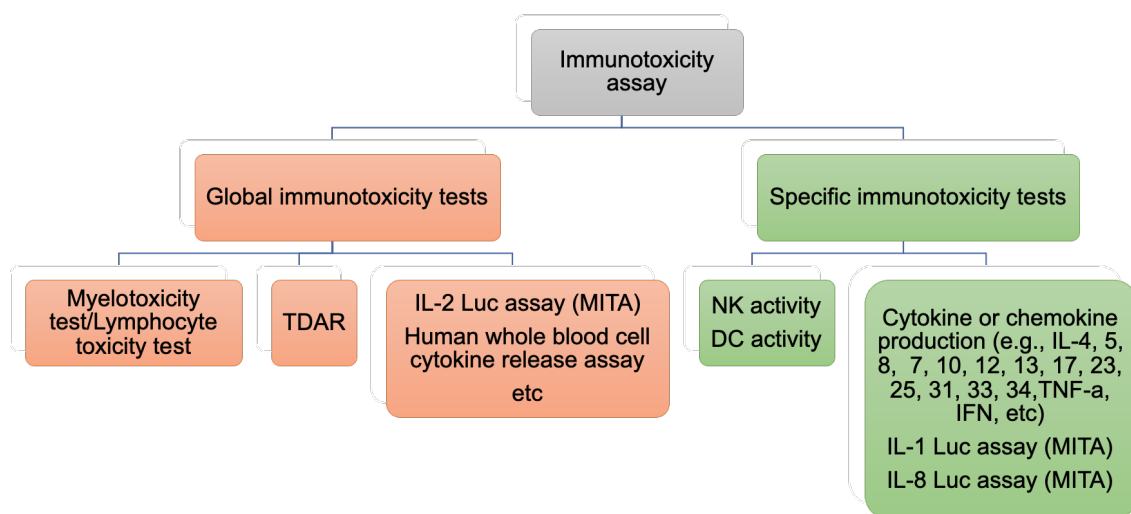 Immunotoxicity
assay
Global immunotoxicity tests
Specific immunotoxicity tests
Myelotoxicity
test/Lymphocyte
toxicity test
TDAR
IL-2 Luc assay (MITA)
Human whole blood cell
cytokine release assay
etc
NK activity
DC activity
Cytokine or chemokine
production (e.g., IL-4, 5,
8, 7, 10, 12, 13, 17, 23,
25, 31, 33, 34,TNF-a,
IFN, etc)
IL-1 Luc assay (MITA)
IL-8 Luc assay (MITA)